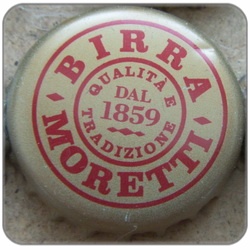 BIRRA
MORETTI
QUALITÀ E
DAL
1859
TRADIZIONE